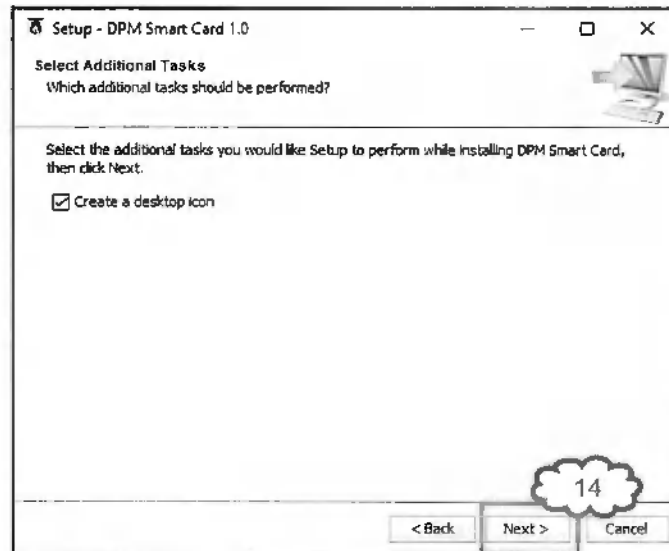 Setup - DPM Smart Card 1.0
Select Additional Tasks
Which additional tasks should be performed?
Select the additional tasks you would like Setup to perform while installing DPM Smart Card,
then click Next.
Create a desktop icon
14
< Back Next > Cancel